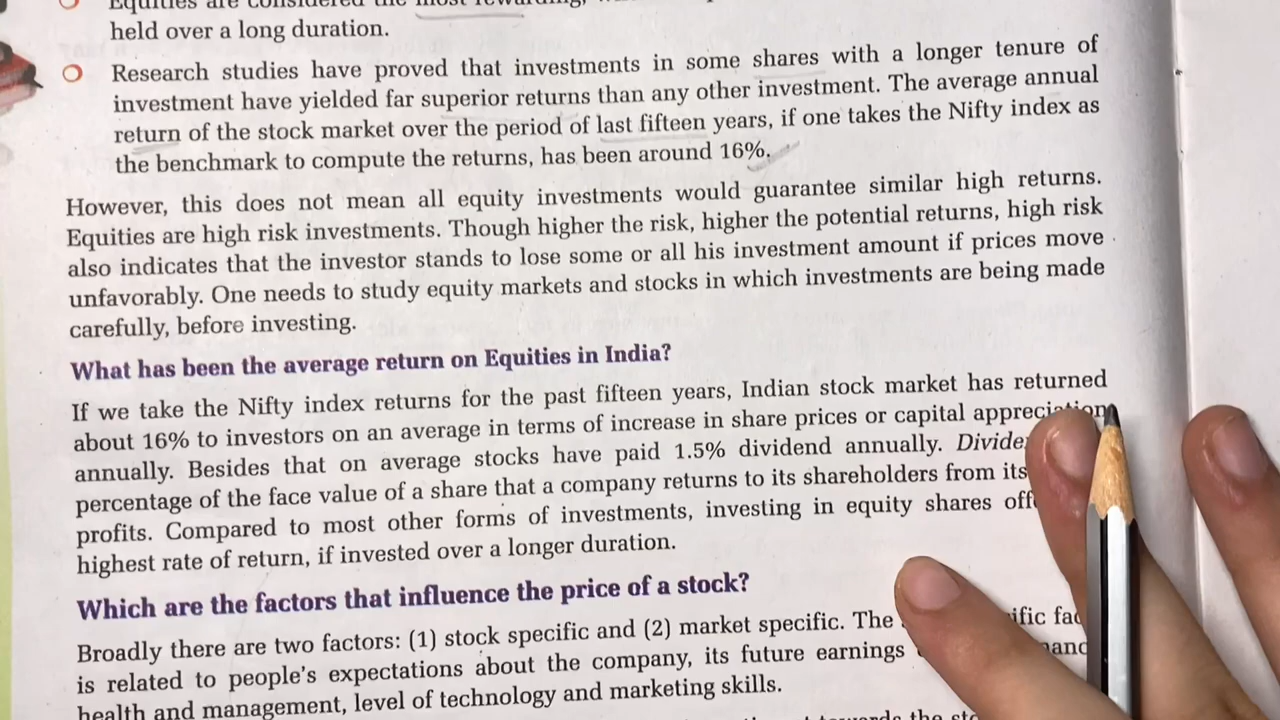 Equities are considered the most rewarding,
held over a long duration.
Research studies have proved that investments in some shares with a longer tenure of
investment have yielded far superior returns than any other investment. The average annual
return of the stock market over the period of last fifteen years, if one takes the Nifty index as
the benchmark to compute the returns, has been around 16%.
However, this does not mean all equity investments would guarantee similar high returns.
Equities are high risk investments. Though higher the risk, higher the potential returns, high risk
also indicates that the investor stands to lose some or all his investment amount if prices move
unfavorably. One needs to study equity markets and stocks in which investments are being made
carefully, before investing.
What has been the average return on Equities in India?
If we take the Nifty index returns for the past fifteen years, Indian stock market has returned
about 16% to investors on an average in terms of increase in share prices or capital appreciation
annually. Besides that on average stocks have paid 1.5% dividend annually.
percentage of the face value of a share that a company returns to its shareholders from its
profits. Compared to most other forms of investments, investing in equity shares
highest rate of return, if invested over a longer duration.
Which are the factors that influence the price of a stock?
Broadly there are two factors: (1) stock specific and (2) market specific. The
is related to people's expectations about the company, its future earnings
health and management, level of technology and marketing skills.